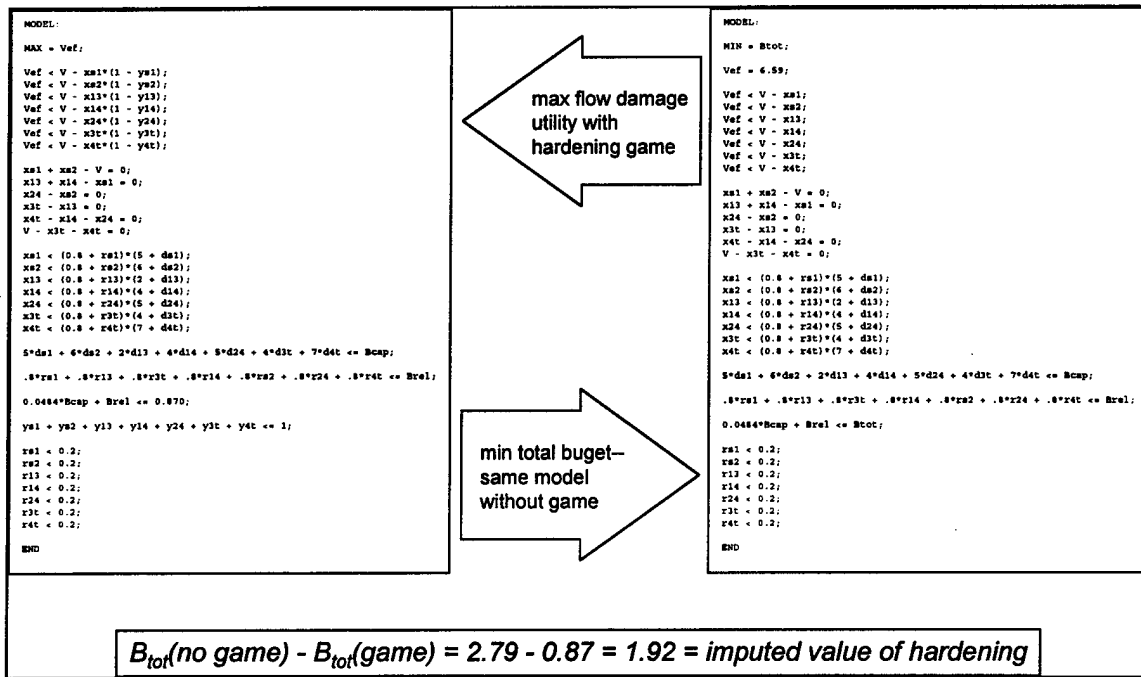 MODEL:
MAX = Vef;
Vef < V - xs1*(1 - ys1);
Vef < V - xs2*(1 - ys2);
Vef < V - x13*(1 - y13);
Vef < V - x14*(1 - y14);
Vef < V - x24*(1 - y24);
Vef < V - x3t*(1 - y3t);
Vef < V - x4t*(1 - y4t);
xs1 + xs2 - V = 0;
x13 + x14 - xs1 = 0;
x24 - xs2 = 0;
x3t - x13 = 0;
x4t - x14 - x24 = 0;
V - x3t - x4t = 0;
xs1 < (0.8 + rs1)*(5 + ds1);
xs2 < (0.8 + rs2)*(6 + ds2);
x13 < (0.8 + r13)*(2 + d13);
x14 < (0.8 + r14)*(4 + d14);
x24 < (0.8 + r24)*(5 + d24);
x3t < (0.8 + r3t)*(4 + d3t);
x4t < (0.8 + r4t)*(7 + d4t);
5*ds1 + 6*ds2 + 2*d13 + 4*d14 + 5*d24 + 4*d3t + 7*d4t <= Bcap;
.8*rs1 + .8*r13 + .8*r3t + .8*r14 + .8*rs2 + .8*r24 + .8*r4t <= Brel;
0.0484*Bcap + Brel <= 0.870;
ys1 + ys2 + y13 + y14 + y24 + y3t + y4t <= 1;
rs1 < 0.2;
rs2 < 0.2;
r13 < 0.2;
r14 < 0.2;
r24 < 0.2;
r3t < 0.2;
r4t < 0.2;
END
max flow damage
utility with
hardening game
min total buget--
same model
without game
MODEL:
MIN = Btot;
Vef = 6.59;
Vef < V - xs1;
Vef < V - xs2;
Vef < V - x13;
Vef < V - x14;
Vef < V - x24;
Vef < V - x3t;
Vef < V - x4t;
xs1 + xs2 - V = 0;
x13 + x14 - xs1 = 0;
x24 - xs2 = 0;
x3t - x13 = 0;
x4t - x14 - x24 = 0;
V - x3t - x4t = 0;
xs1 < (0.8 + rs1)*(5 + ds1);
xs2 < (0.8 + rs2)*(6 + ds2);
x13 < (0.8 + r13)*(2 + d13);
x14 < (0.8 + r14)*(4 + d14);
x24 < (0.8 + r24)*(5 + d24);
x3t < (0.8 + r3t)*(4 + d3t);
x4t < (0.8 + r4t)*(7 + d4t);
5*ds1 + 6*ds2 + 2*d13 + 4*d14 + 5*d24 + 4*d3t + 7*d4t <= Bcap;
.8*rs1 + .8*r13 + .8*r3t + .8*r14 + .8*rs2 + .8*r24 + .8*r4t <= Brel;
0.0484*Bcap + Brel <= Btot;
rs1 < 0.2;
rs2 < 0.2;
r13 < 0.2;
r14 < 0.2;
r24 < 0.2;
r3t < 0.2;
r4t < 0.2;
END
Btot(no game) - Btot(game) = 2.79 - 0.87 = 1.92 = imputed value of hardening